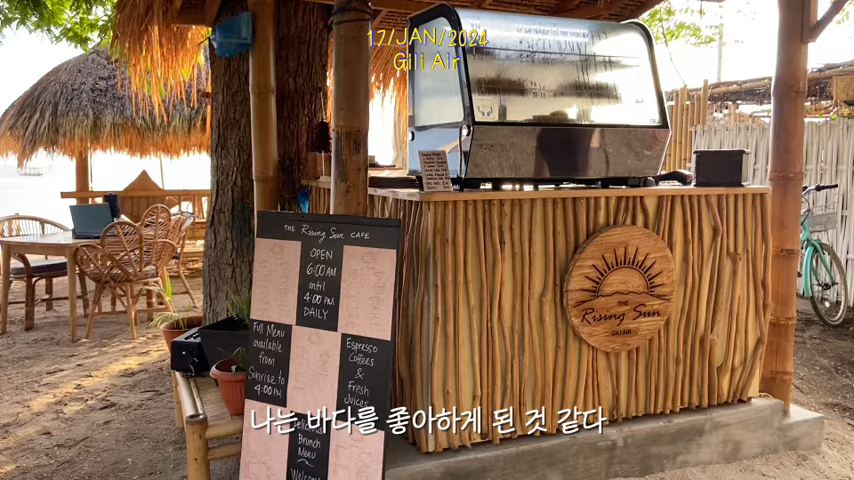 17/JAN/2024
Gili Air
THE Rising Sun CAFE
OPEN
6:00 AM
until
4:00 PM
DAILY
Full Menu
available
from
Sunrise to
4:00 PM
Espresso
Coffees
&
Fresh
Juices
Delicious
Brunch
Menu
Welcome
THE
Rising Sun
GILI AIR
나는 바다를 좋아하게 된 것 같다